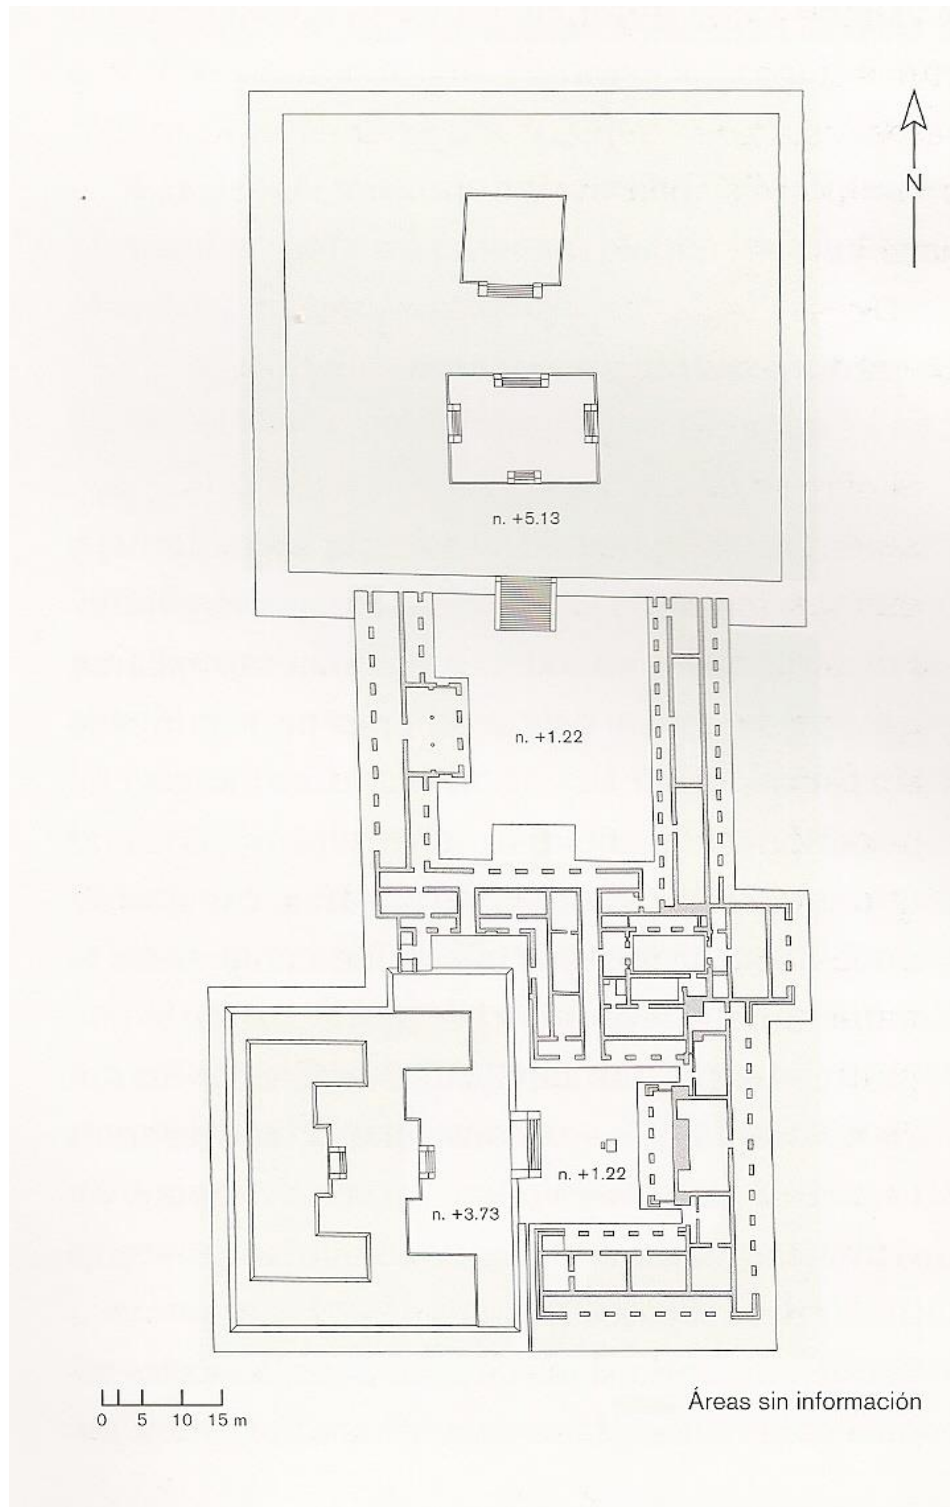 N
n. +5.13
n. +1.22
n. +1.22
n. +3.73
0 5 10 15 m
Áreas sin información